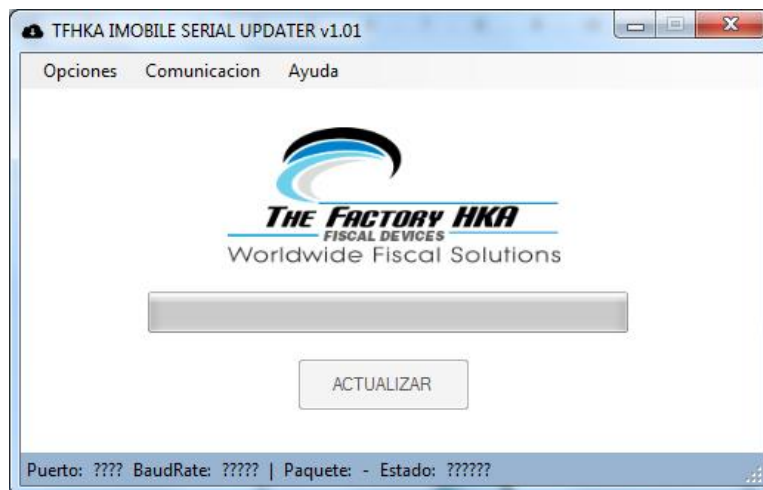 TFHKA IMOBILE SERIAL UPDATER v1.01
Opciones Comunicacion Ayuda
THE FACTORY HKA
FISCAL DEVICES
Worldwide Fiscal Solutions
ACTUALIZAR
Puerto: ???? BaudRate: ????? | Paquete: - Estado: ??????